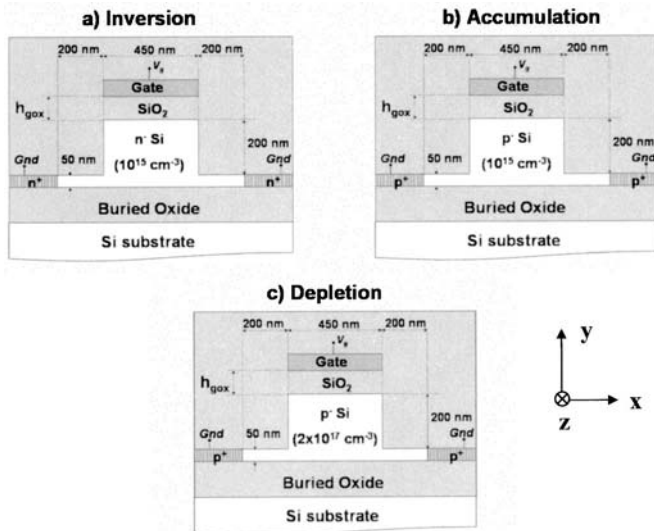 a) Inversion
200 nm 450 nm 200 nm
Vg
Gate
hgox
SiO2
n- Si
200 nm
Gnd
50 nm
(10^15 cm-3)
Gnd
n+
n+
Buried Oxide
Si substrate
b) Accumulation
200 nm 450 nm 200 nm
Vg
Gate
hgox
SiO2
p- Si
200 nm
Gnd
50 nm
(10^15 cm-3)
Gnd
p+
p+
Buried Oxide
Si substrate
c) Depletion
200 nm 450 nm 200 nm
Vg
Gate
hgox
SiO2
p- Si
200 nm
Gnd
50 nm
(2x10^17 cm-3)
Gnd
p+
p+
Buried Oxide
Si substrate
y
x
z